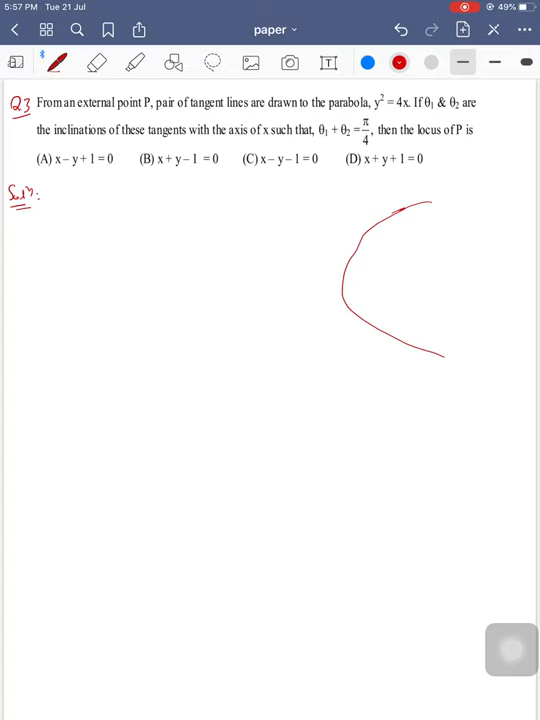 5:57 PM Tue 21 Jul
49%
paper
T
Q3 From an external point P, pair of tangent lines are drawn to the parabola, y² = 4x. If θ₁ & θ₂ are
the inclinations of these tangents with the axis of x such that, θ₁ + θ₂ = π/4, then the locus of P is
(A) x – y + 1 = 0 (B) x + y – 1 = 0 (C) x – y – 1 = 0 (D) x + y + 1 = 0
Solⁿ: